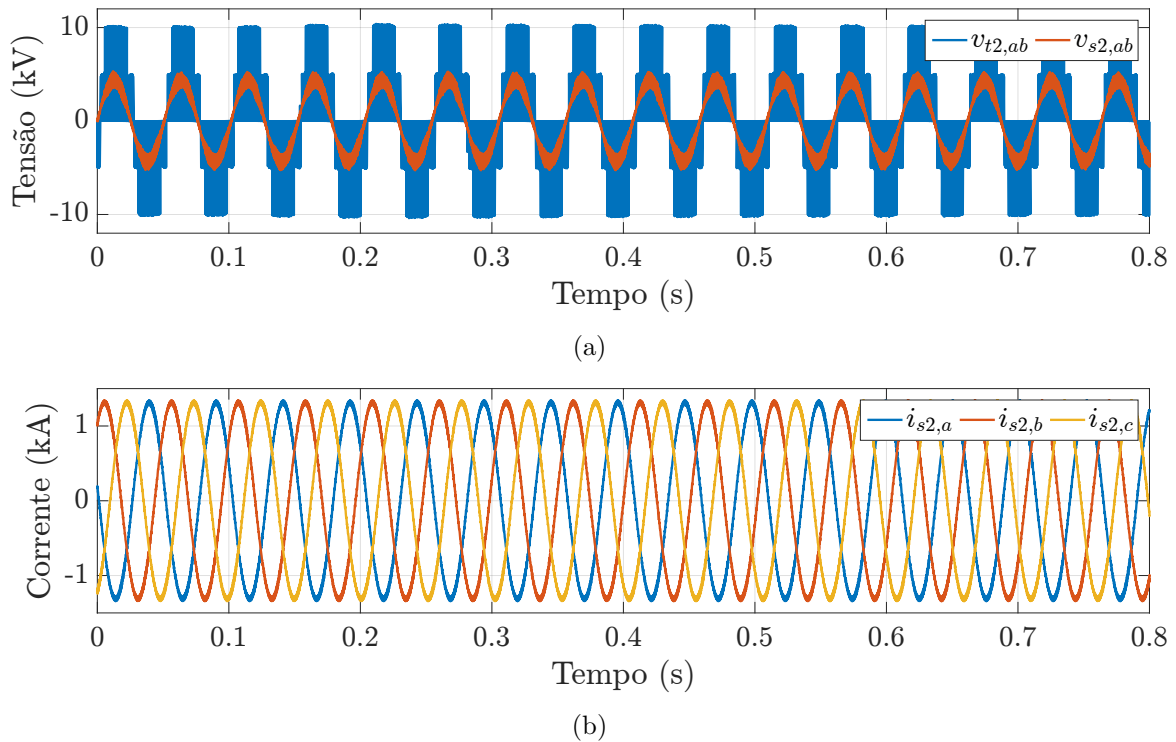 10
0
-10
Tensão (kV)
v_{t2,ab} v_{s2,ab}
0 0.1 0.2 0.3 0.4 0.5 0.6 0.7 0.8
Tempo (s)
(a)
1
0
-1
Corrente (kA)
i_{s2,a} i_{s2,b} i_{s2,c}
0 0.1 0.2 0.3 0.4 0.5 0.6 0.7 0.8
Tempo (s)
(b)